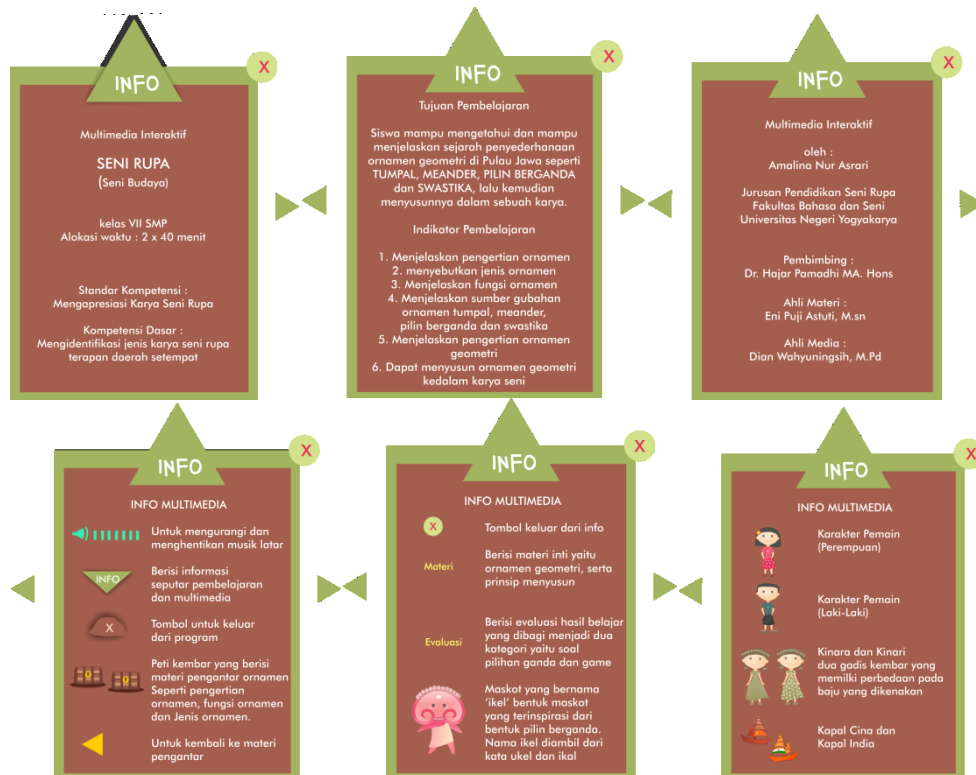 INFO
X
Multimedia Interaktif
SENI RUPA
(Seni Budaya)
kelas VII SMP
Alokasi waktu : 2 x 40 menit
Standar Kompetensi :
Mengapresiasi Karya Seni Rupa
Kompetensi Dasar :
Mengidentifikasi jenis karya seni rupa
terapan daerah setempat
INFO
X
Tujuan Pembelajaran
Siswa mampu mengetahui dan mampu
menjelaskan sejarah penyederhanaan
ornamen geometri di Pulau Jawa seperti
TUMPAL, MEANDER, PILIN BERGANDA
dan SWASTIKA, lalu kemudian
menyusunnya dalam sebuah karya.
Indikator Pembelajaran
1. Menjelaskan pengertian ornamen
2. menyebutkan jenis ornamen
3. Menjelaskan fungsi ornamen
4. Menjelaskan sumber gubahan
ornamen tumpal, meander,
pilin berganda dan swastika
5. Menjelaskan pengertian ornamen
geometri
6. Dapat menyusun ornamen geometri
kedalam karya seni
INFO
X
Multimedia Interaktif
oleh :
Amalina Nur Asrari
Jurusan Pendidikan Seni Rupa
Fakultas Bahasa dan Seni
Universitas Negeri Yogyakarya
Pembimbing :
Dr. Hajar Pamadhi MA. Hons
Ahli Materi :
Eni Puji Astuti, M.sn
Ahli Media :
Dian Wahyuningsih, M.Pd
INFO
X
INFO MULTIMEDIA
Untuk mengurangi dan
menghentikan musik latar
INFO
Berisi informasi
seputar pembelajaran
dan multimedia
X
Tombol untuk keluar
dari program
Peti kembar yang berisi
materi pengantar ornamen
Seperti pengertian
ornamen, fungsi ornamen
dan Jenis ornamen.
Untuk kembali ke materi
pengantar
INFO
X
INFO MULTIMEDIA
X
Tombol keluar dari info
Materi
Berisi materi inti yaitu
ornamen geometri, serta
prinsip menyusun
Evaluasi
Berisi evaluasi hasil belajar
yang dibagi menjadi dua
kategori yaitu soal
pilihan ganda dan game
Maskot yang bernama
'ikel' bentuk maskot
yang terinspirasi dari
bentuk pilin berganda.
Nama ikel diambil dari
kata ukel dan ikal
INFO
X
INFO MULTIMEDIA
Karakter Pemain
(Perempuan)
Karakter Pemain
(Laki-Laki)
Kinara dan Kinari
dua gadis kembar yang
memilki perbedaan pada
baju yang dikenakan
Kapal Cina dan
Kapal India